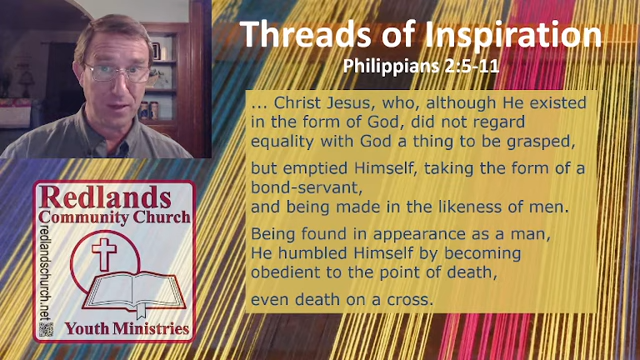 Threads of Inspiration
Philippians 2:5-11
... Christ Jesus, who, although He existed
in the form of God, did not regard
equality with God a thing to be grasped,
but emptied Himself, taking the form of a
bond-servant,
and being made in the likeness of men.
Being found in appearance as a man,
He humbled Himself by becoming
obedient to the point of death,
even death on a cross.
Redlands
Community Church
redlandschurch.net
Youth Ministries